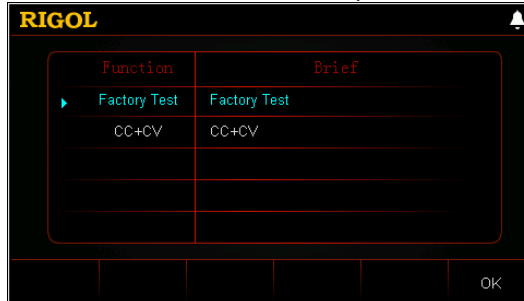 RIGOL
Function Brief
Factory Test Factory Test
CC+CV CC+CV
OK